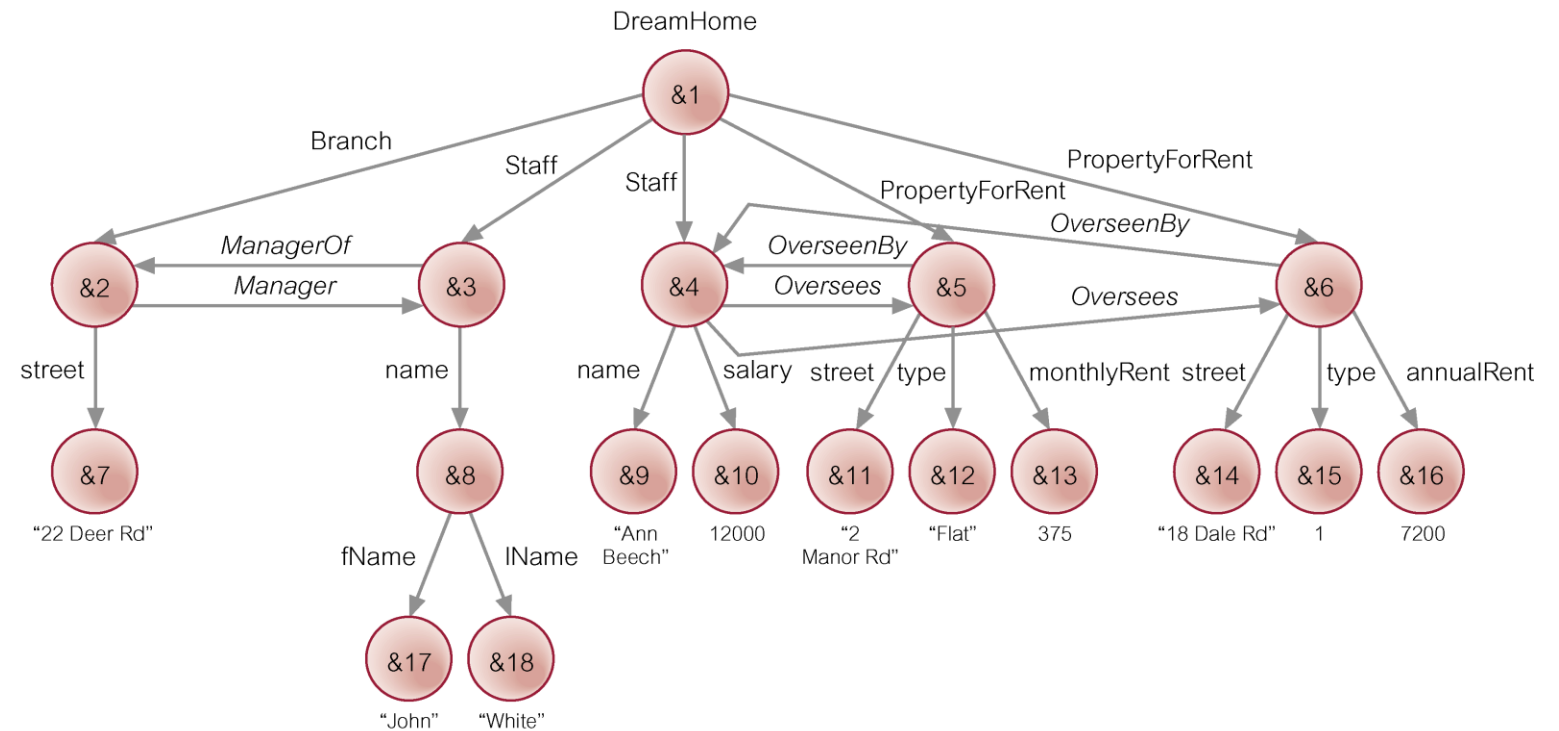 DreamHome
&1
Branch
Staff
Staff
PropertyForRent
PropertyForRent
ManagerOf
OverseenBy
OverseenBy
&2
Manager
&3
&4
Oversees
&5
Oversees
&6
street
name
name
salary
street
type
monthlyRent
street
type
annualRent
&7
&8
&9
&10
&11
&12
&13
&14
&15
&16
“22 Deer Rd”
“Ann
Beech”
12000
“2
Manor Rd”
“Flat”
375
“18 Dale Rd”
1
7200
fName
lName
&17
&18
“John”
“White”